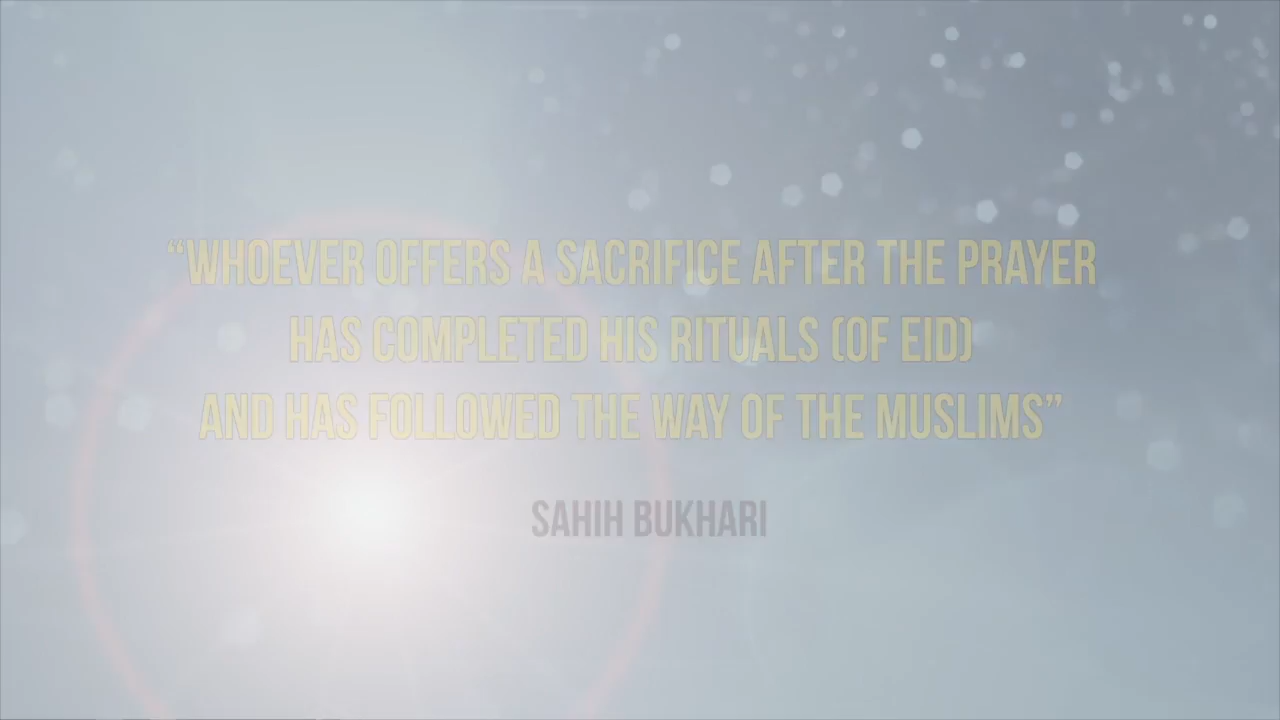 “WHOEVER OFFERS A SACRIFICE AFTER THE PRAYER
HAS COMPLETED HIS RITUALS (OF EID)
AND HAS FOLLOWED THE WAY OF THE MUSLIMS”
SAHIH BUKHARI